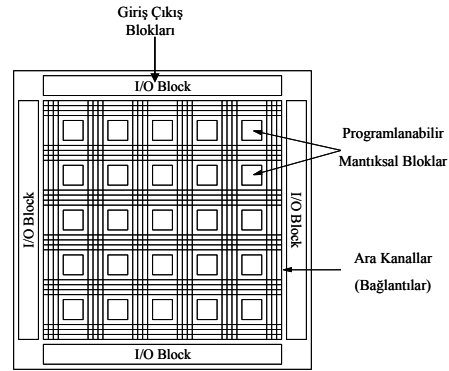 Giriş Çıkış
Blokları
I/O Block
I/O Block
I/O Block
I/O Block
Programlanabilir
Mantıksal Bloklar
Ara Kanallar
(Bağlantılar)